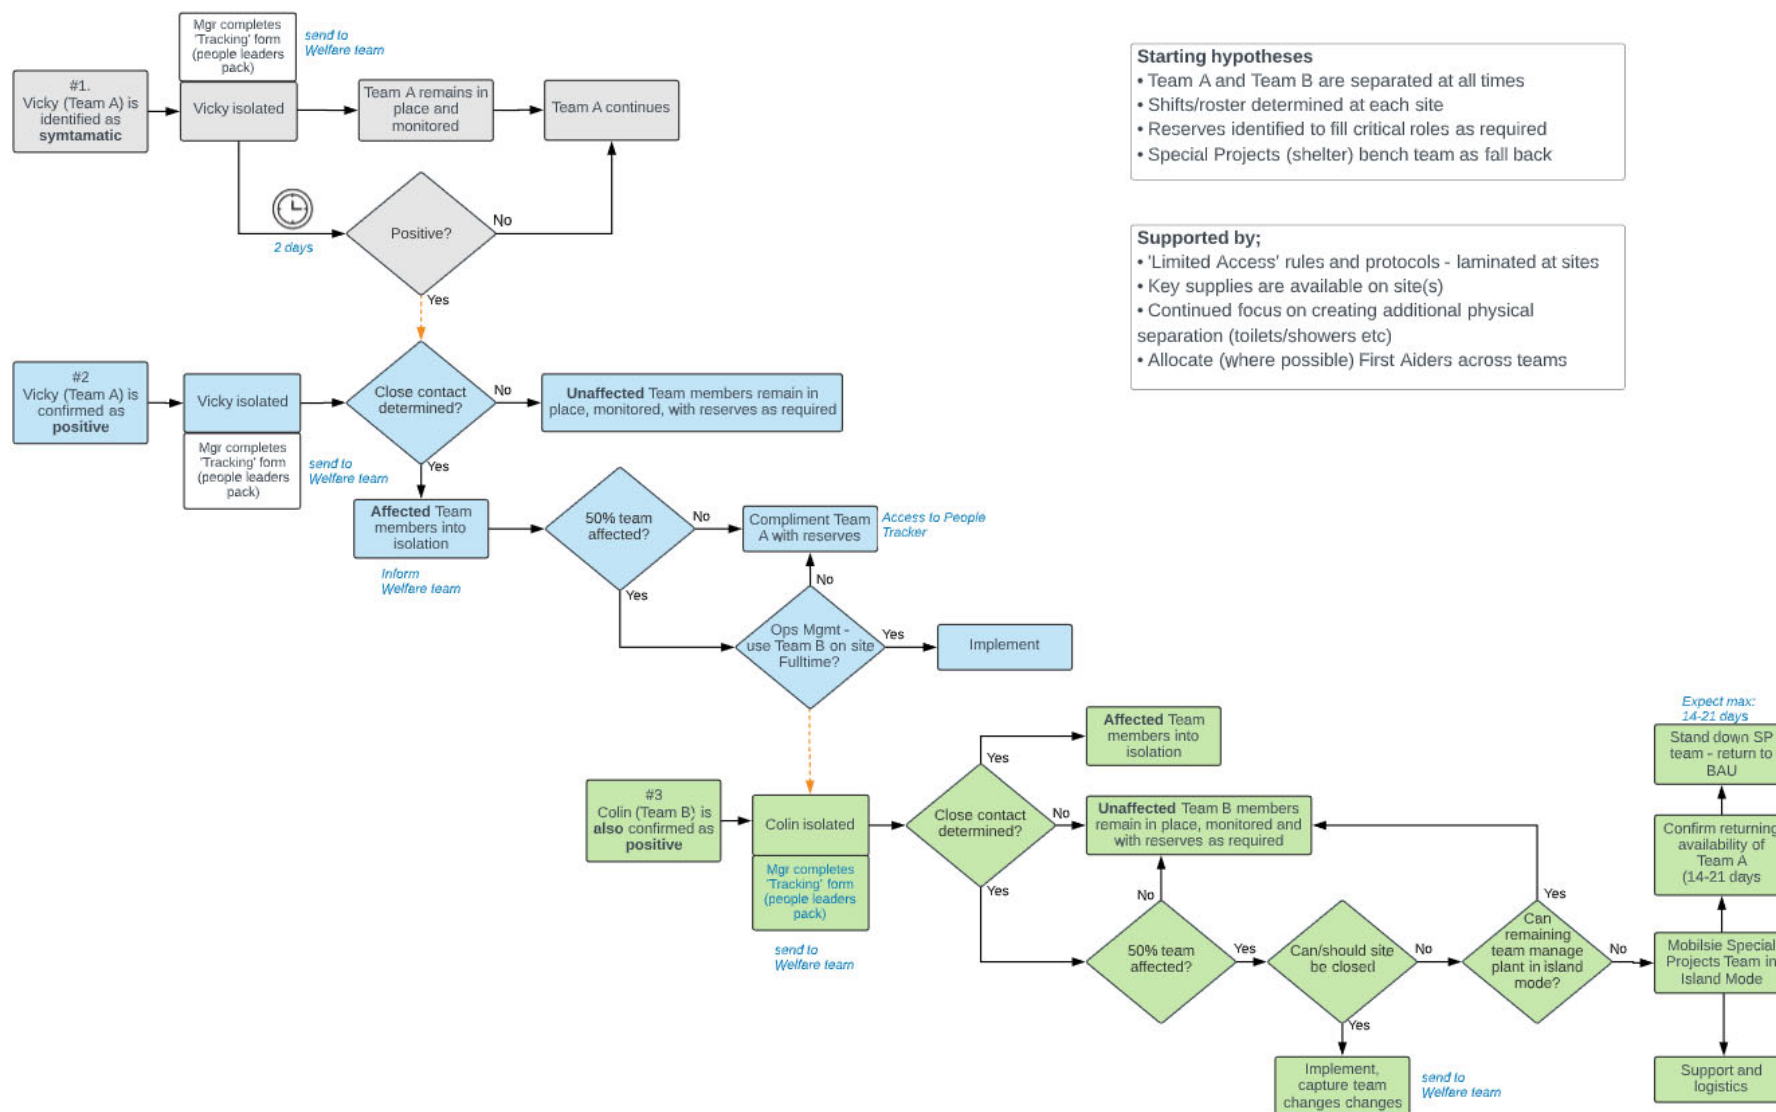 Mgr completes
'Tracking' form
(people leaders
pack)
send to
Welfare team
#1.
Vicky (Team A) is
identified as
symtamatic
Vicky isolated
Team A remains in
place and
monitored
Team A continues
2 days
Positive?
No
Yes
Starting hypotheses
• Team A and Team B are separated at all times
• Shifts/roster determined at each site
• Reserves identified to fill critical roles as required
• Special Projects (shelter) bench team as fall back
Supported by;
• 'Limited Access' rules and protocols - laminated at sites
• Key supplies are available on site(s)
• Continued focus on creating additional physical
separation (toilets/showers etc)
• Allocate (where possible) First Aiders across teams
#2
Vicky (Team A) is
confirmed as
positive
Vicky isolated
Mgr completes
'Tracking' form
(people leaders
pack)
send to
Welfare team
Close contact
determined?
No
Unaffected Team members remain in
place, monitored, with reserves as required
Yes
Affected Team
members into
isolation
Inform
Welfare team
50% team
affected?
No
Compliment Team
A with reserves
Access to People
Tracker
Yes
No
Ops Mgmt -
use Team B on site
Fulltime?
Yes
Implement
#3
Colin (Team B) is
also confirmed as
positive
Colin isolated
Mgr completes
'Tracking' form
(people leaders
pack)
send to
Welfare team
Close contact
determined?
Yes
Affected Team
members into
isolation
No
Unaffected Team B members
remain in place, monitored and
with reserves as required
Yes
No
50% team
affected?
Yes
Can/should site
be closed
No
Yes
Implement,
capture team
changes changes
send to
Welfare team
Yes
Can
remaining
team manage
plant in island
mode?
No
Expect max:
14-21 days
Stand down SP
team - return to
BAU
Confirm returning
availability of
Team A
(14-21 days
Mobilsie Special
Projects Team in
Island Mode
Support and
logistics